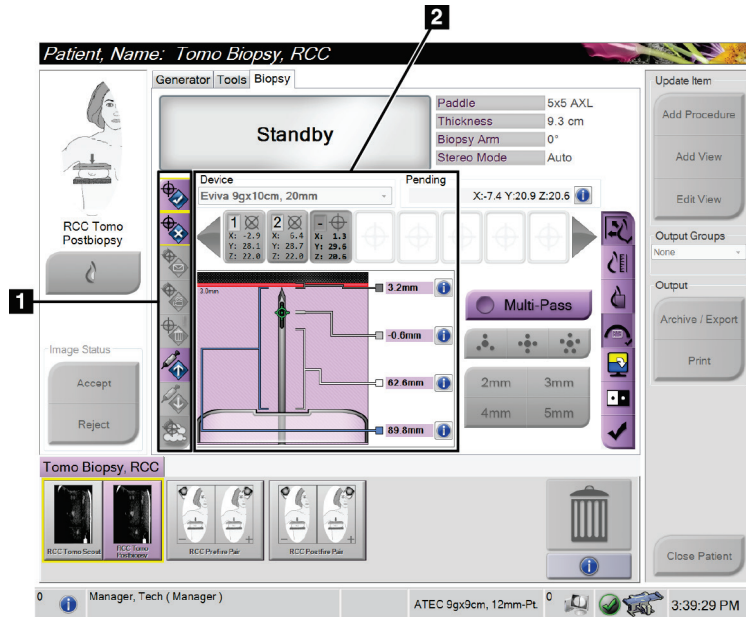 2
Patient, Name: Tomo Biopsy, RCC
Generator Tools Biopsy
Standby
Paddle 5x5 AXL
Thickness 9.3 cm
Biopsy Arm 0°
Stereo Mode Auto
Update Item
Add Procedure
Add View
Edit View
Output Groups
None
Output
Archive / Export
Print
Close Patient
RCC Tomo
Postbiopsy
Image Status
Accept
Reject
1
Device
Eviva 9gx10cm, 20mm
Pending
X:-7.4 Y:20.9 Z:20.6
1
X: -2.9
Y: 28.1
Z: 22.0
2
X: 6.4
Y: 28.7
Z: 22.0
-
X: 1.3
Y: 29.6
Z: 20.6
3.0mm
3.2mm
-0.6mm
62.6mm
89.8mm
Multi-Pass
2mm 3mm
4mm 5mm
Tomo Biopsy, RCC
RCC Tomo Scout
RCC Tomo
Postbiopsy
RCC Prefire Pair
RCC Postfire Pair
0 Manager, Tech ( Manager ) ATEC 9gx9cm, 12mm-Pt. 0 3:39:29 PM